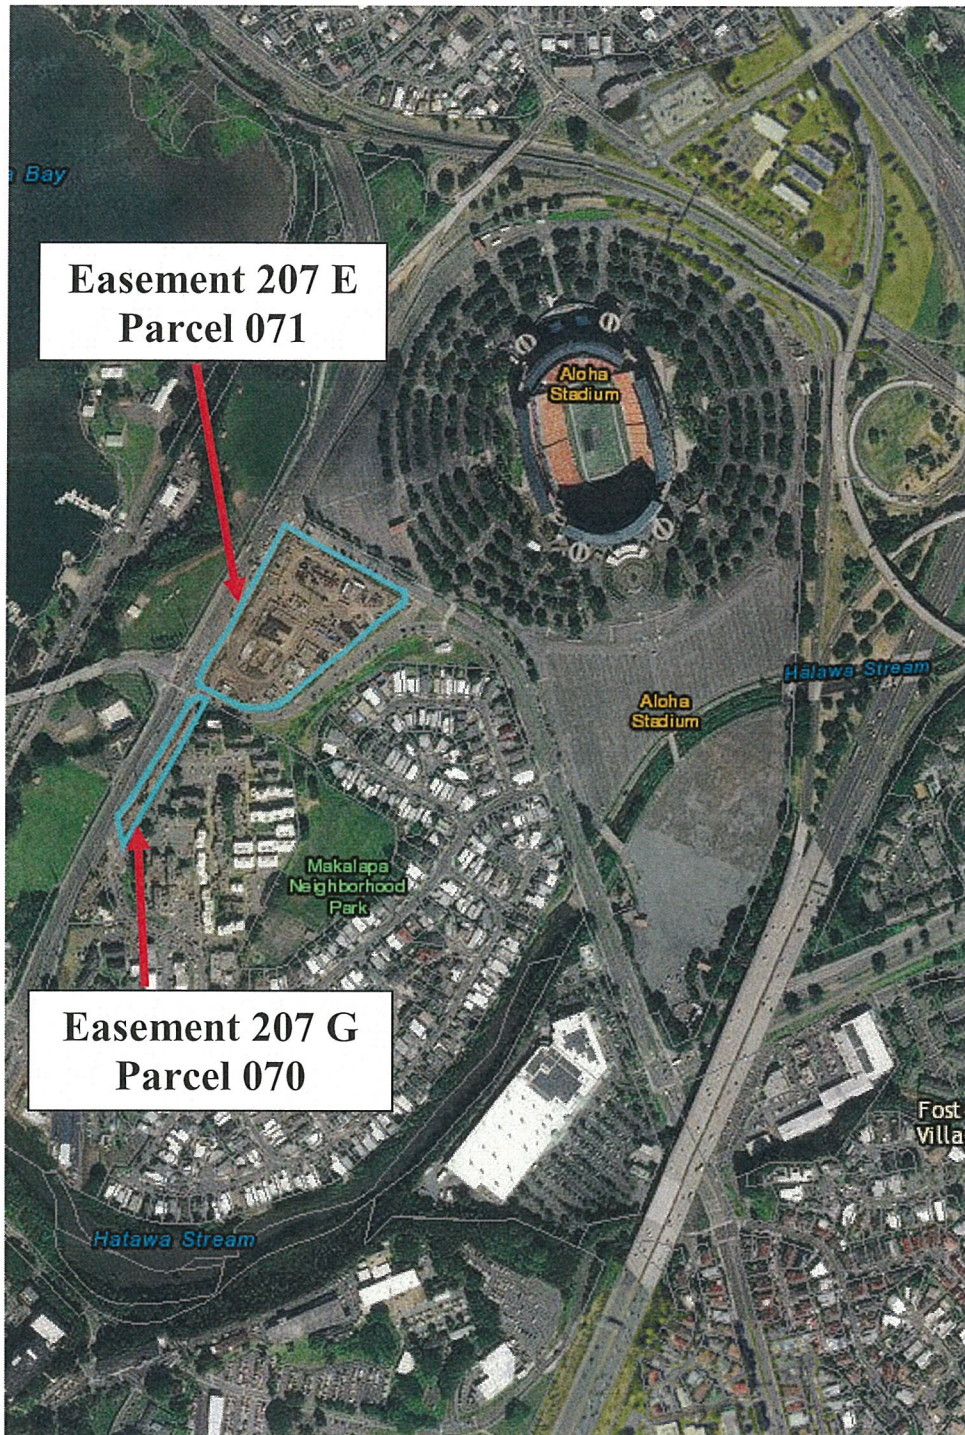 a Bay
Easement 207 E
Parcel 071
Aloha
Stadium
Halawa Stream
Aloha
Stadium
Makalapa
Neighborhood
Park
Easement 207 G
Parcel 070
Fost
Villa
Halawa Stream